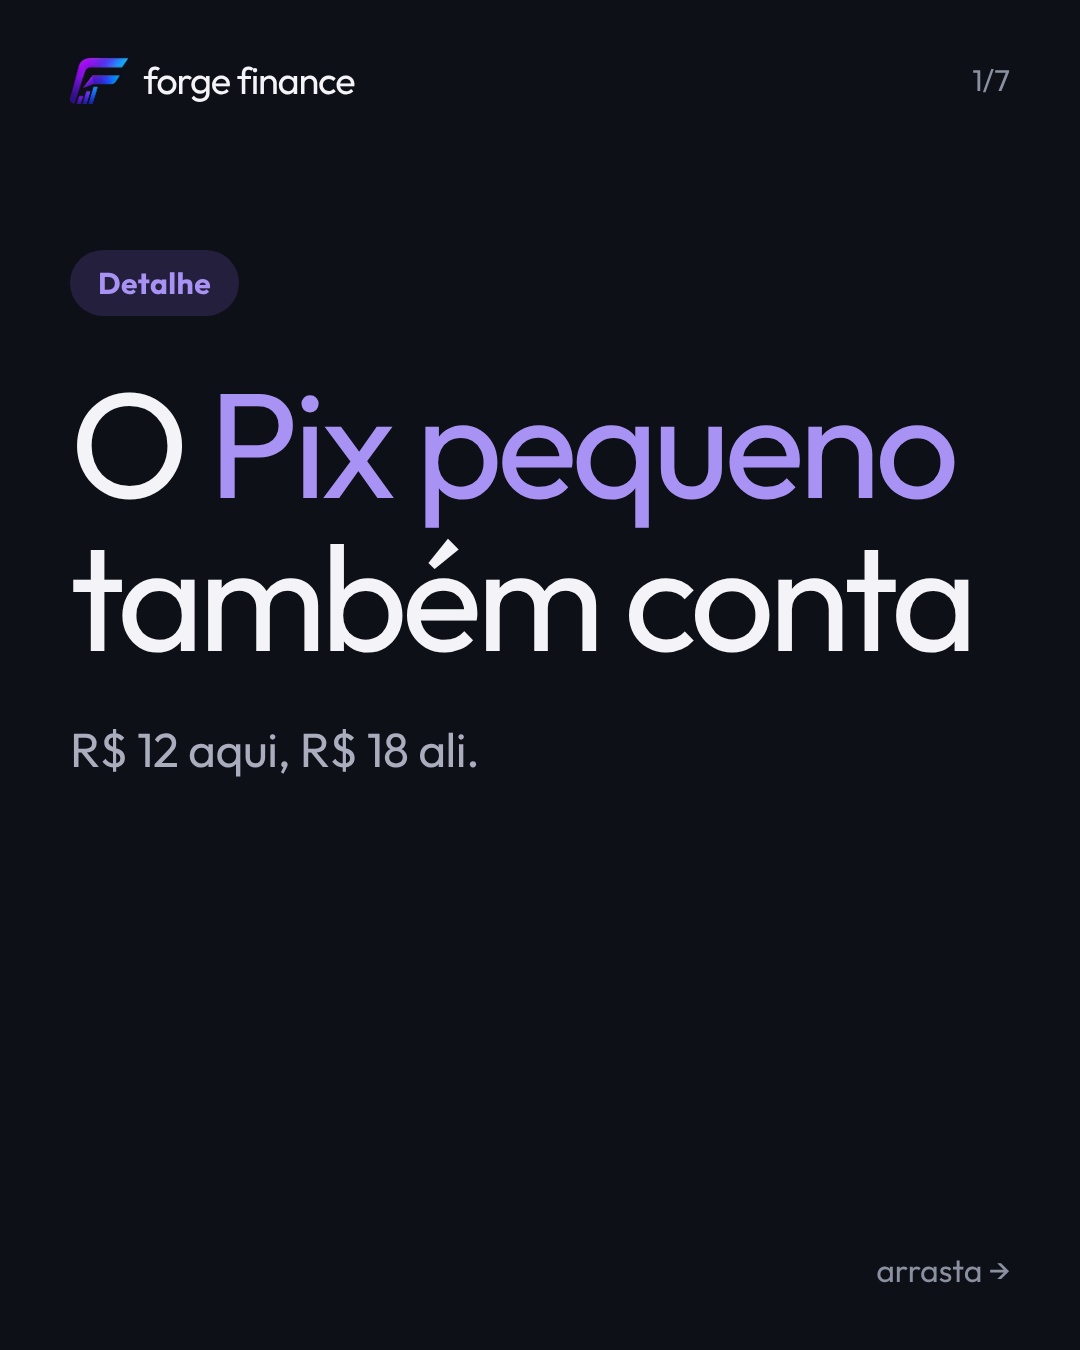 forge finance
1/7
Detalhe
O Pix pequeno
também conta
R$ 12 aqui, R$ 18 ali.
arrasta →